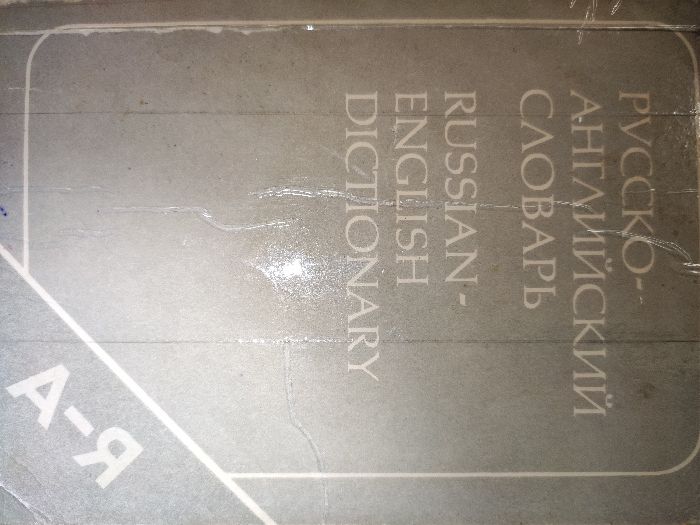 РУССКО-
АНГЛИЙСКИЙ
СЛОВАРЬ
RUSSIAN-
ENGLISH
DICTIONARY
А-Я